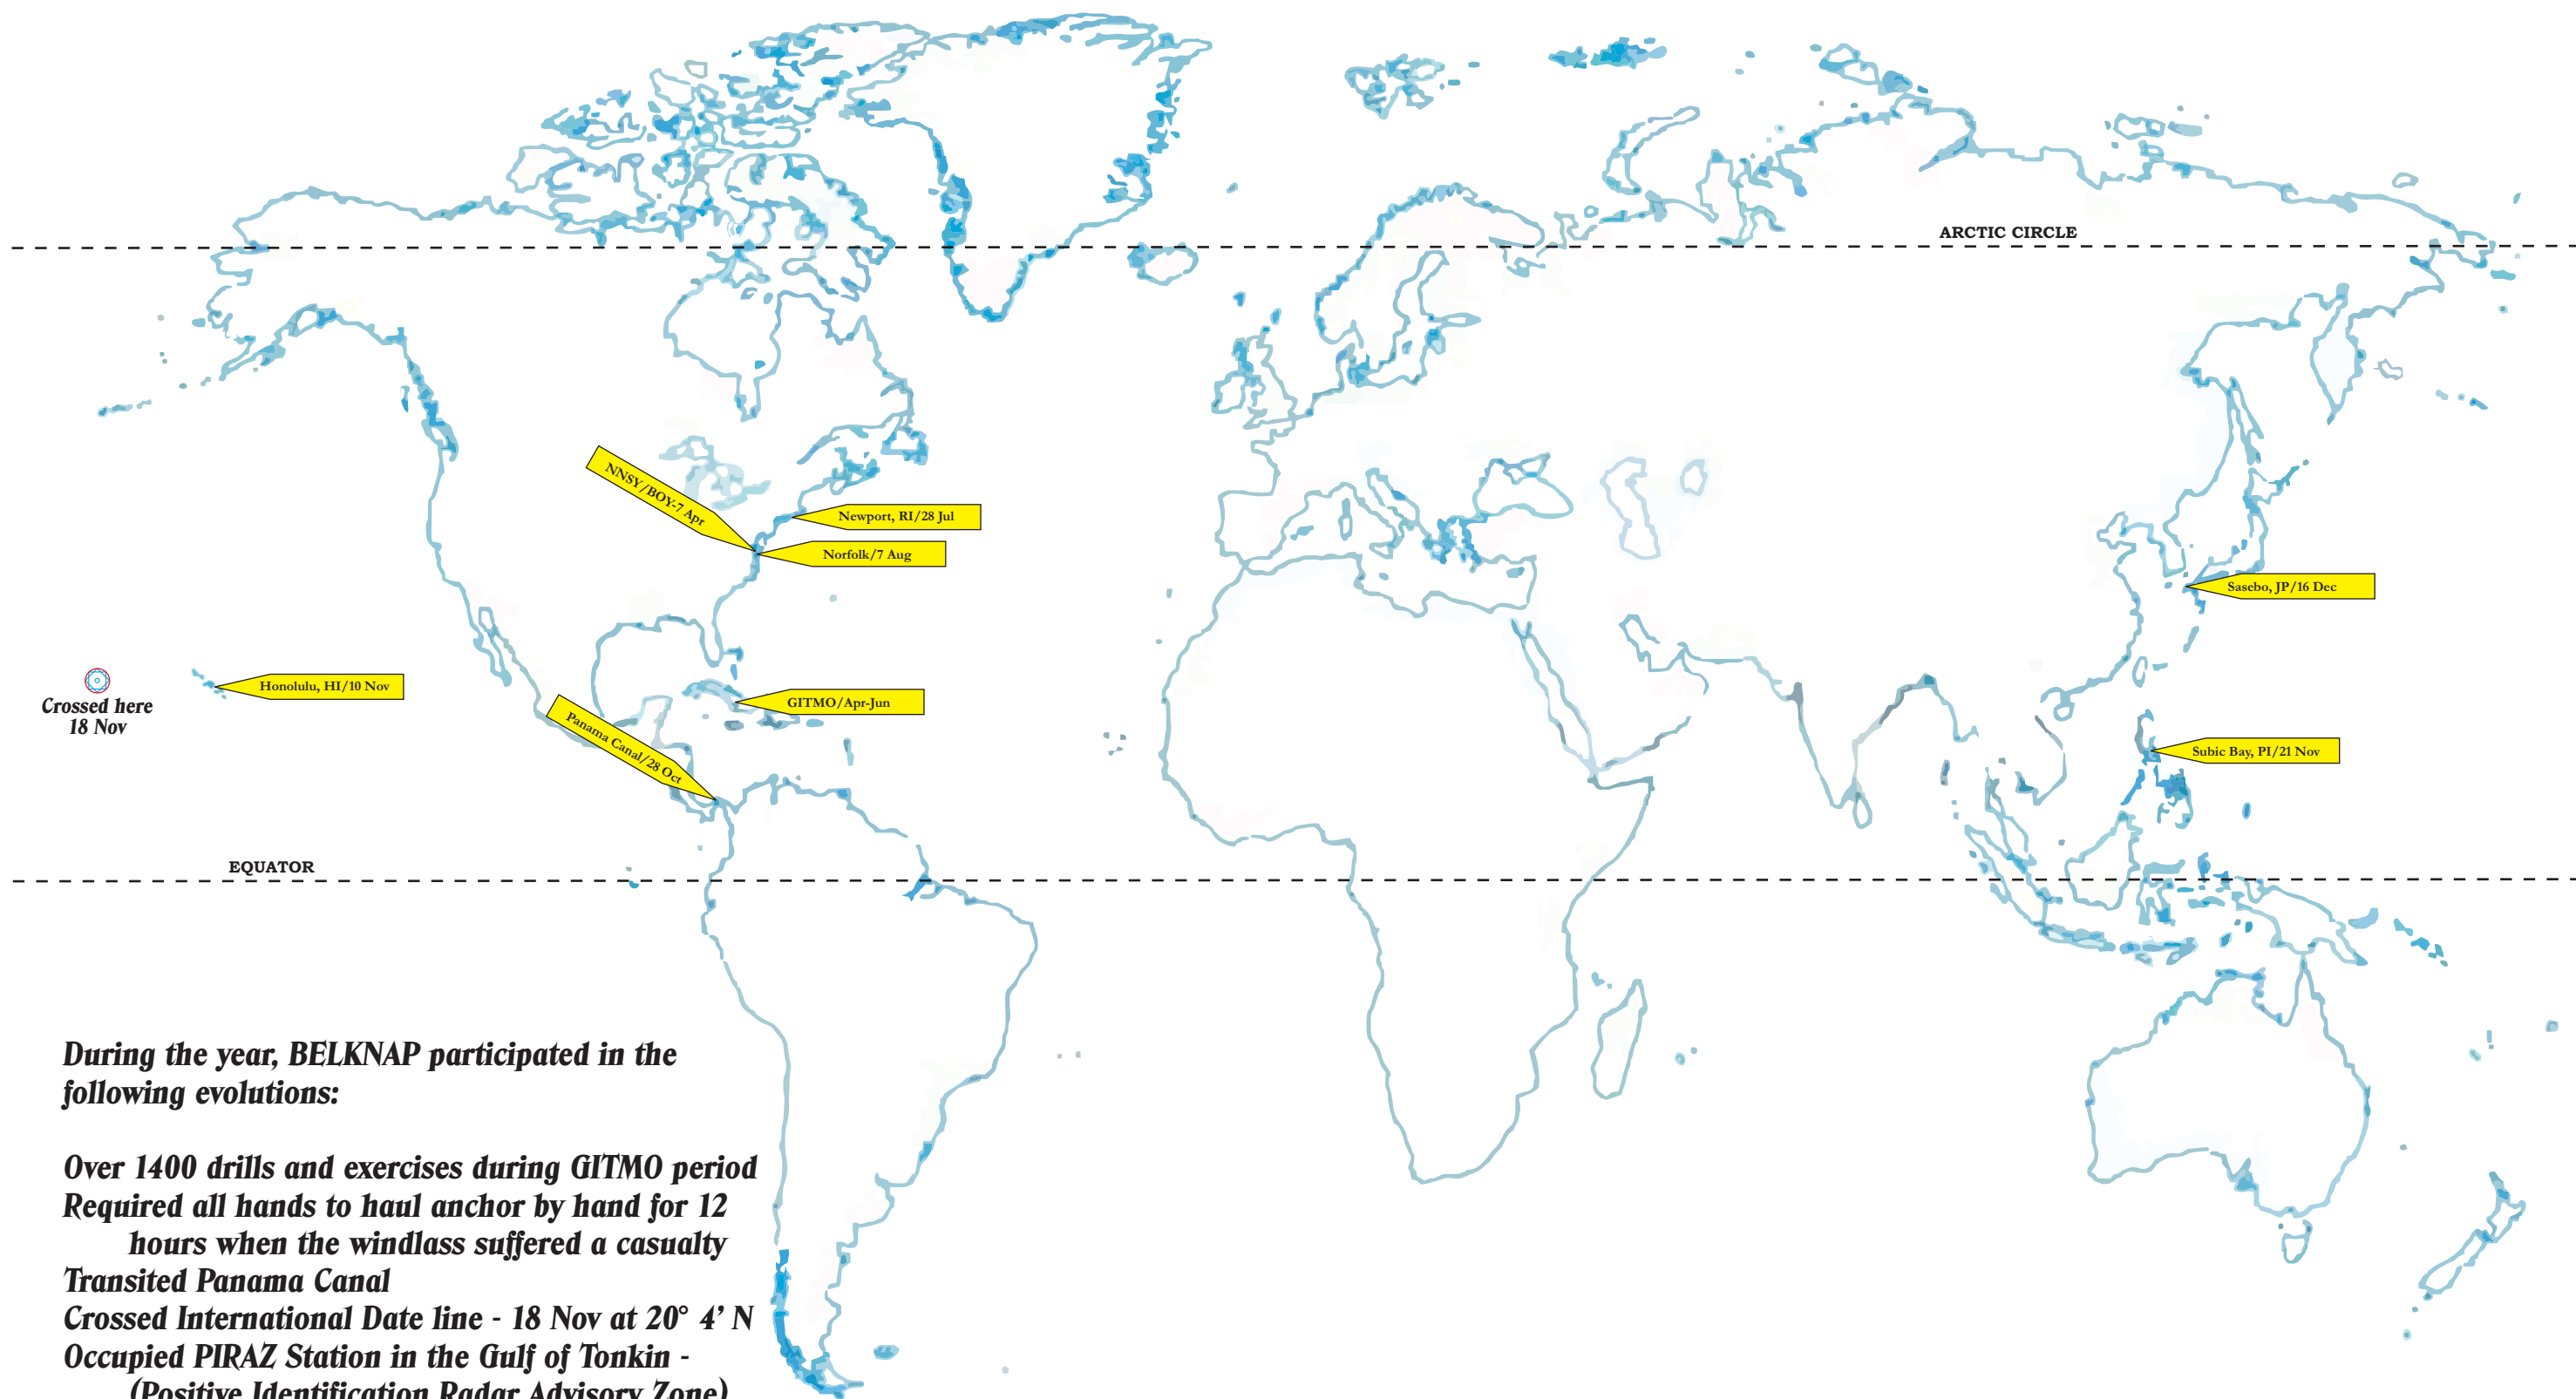 ARCTIC CIRCLE
NNSY/BOY-7 Apr
Newport, RI/28 Jul
Norfolk/7 Aug
Sasebo, JP/16 Dec
Crossed here
18 Nov
Honolulu, HI/10 Nov
GITMO/Apr-Jun
Panama Canal/28 Oct
Subic Bay, PI/21 Nov
EQUATOR
During the year, BELKNAP participated in the
following evolutions:
Over 1400 drills and exercises during GITMO period
Required all hands to haul anchor by hand for 12
hours when the windlass suffered a casualty
Transited Panama Canal
Crossed International Date line - 18 Nov at 20° 4’ N
Occupied PIRAZ Station in the Gulf of Tonkin -
(Positive Identification Radar Advisory Zone)